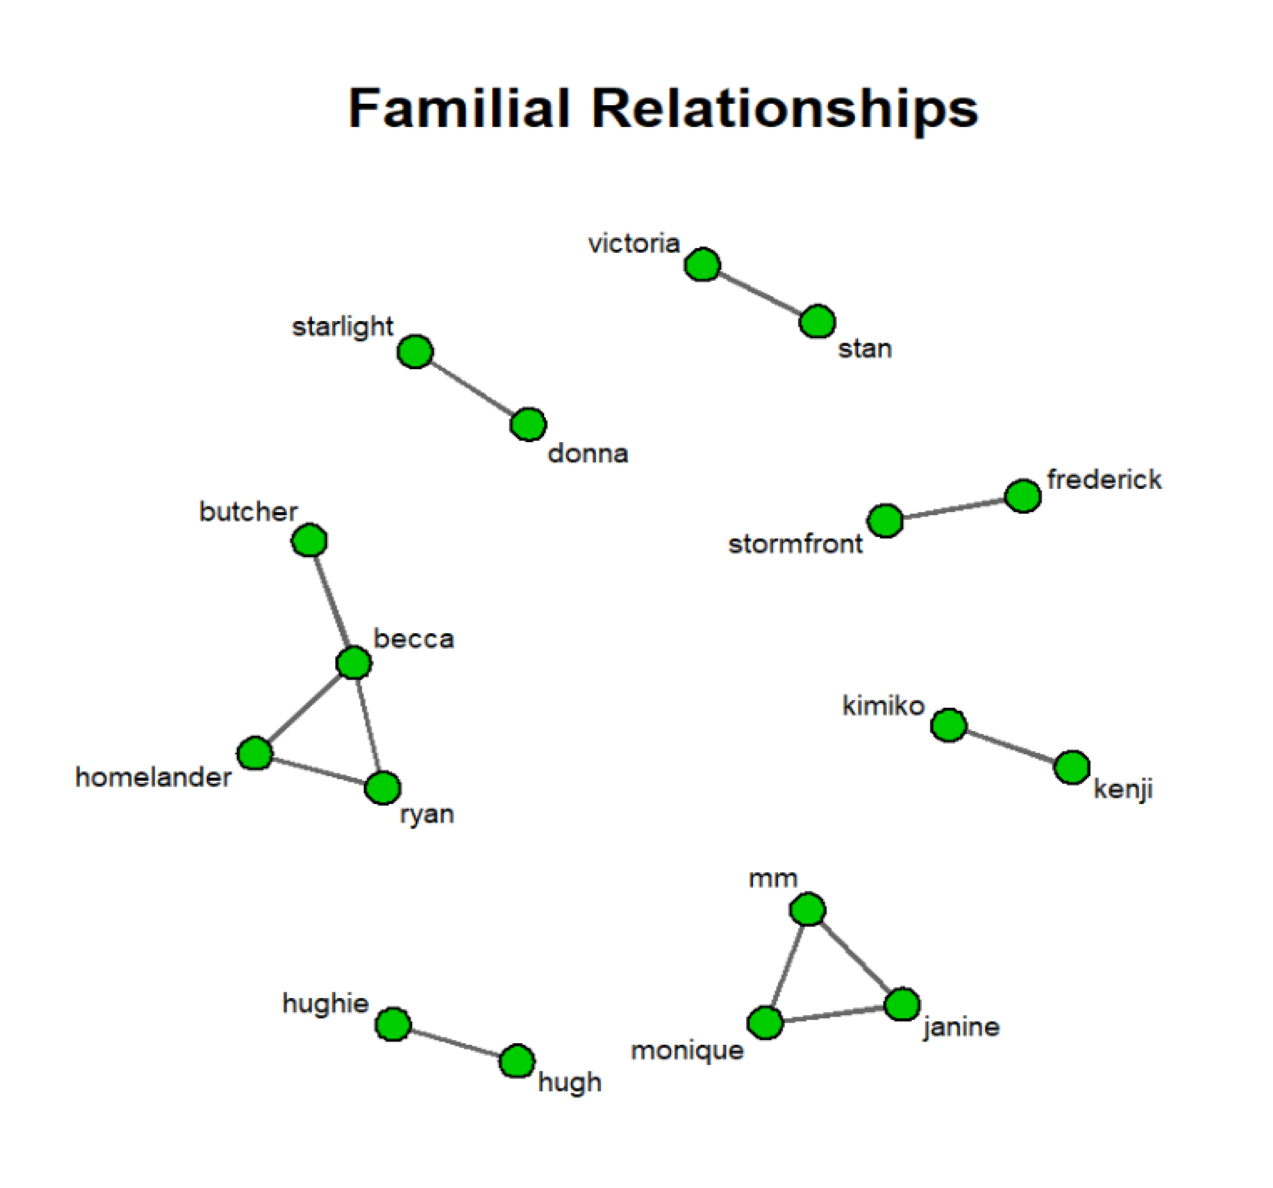 Familial Relationships
victoria
stan
starlight
donna
frederick
stormfront
butcher
becca
homelander
ryan
kimiko
kenji
mm
monique
janine
hughie
hugh